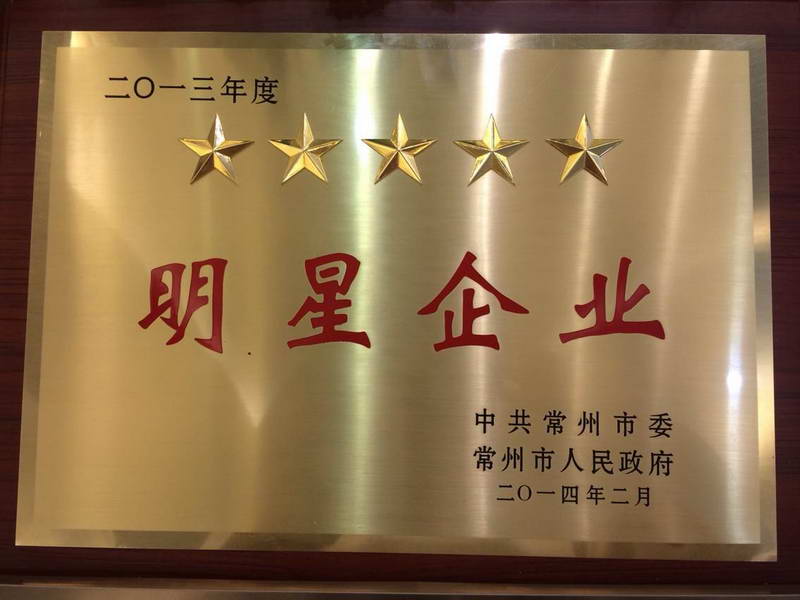 二〇一三年度
明星企业
中共常州市委
常州市人民政府
二〇一四年二月